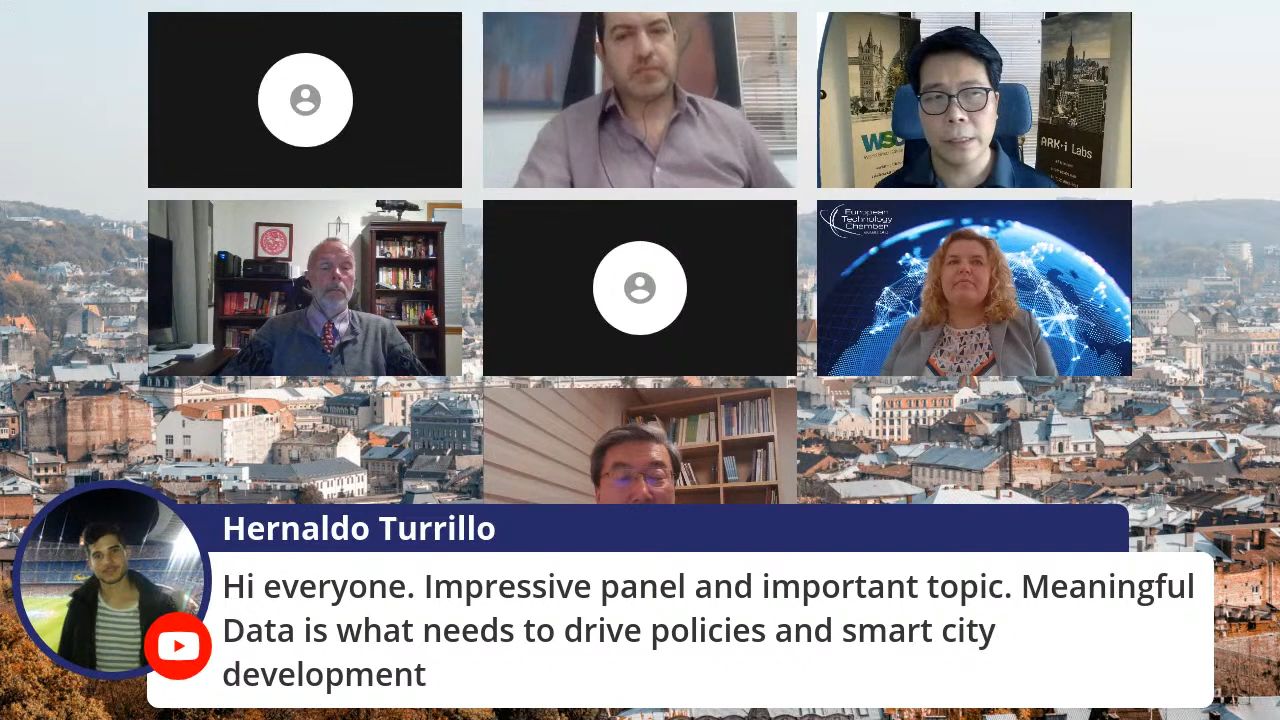 ARK·i Labs
European
Technology
Chamber
Hernaldo Turrillo
Hi everyone. Impressive panel and important topic. Meaningful
Data is what needs to drive policies and smart city
development